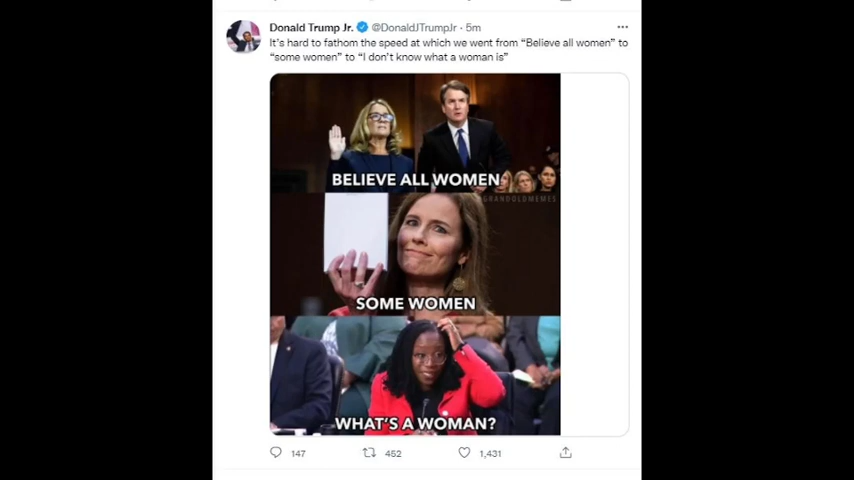 Donald Trump Jr. @DonaldJTrumpJr · 5m
It's hard to fathom the speed at which we went from “Believe all women” to
“some women” to “I don't know what a woman is”
BELIEVE ALL WOMEN
GRANDOLDMEMES
SOME WOMEN
WHAT'S A WOMAN?
147 452 1,431